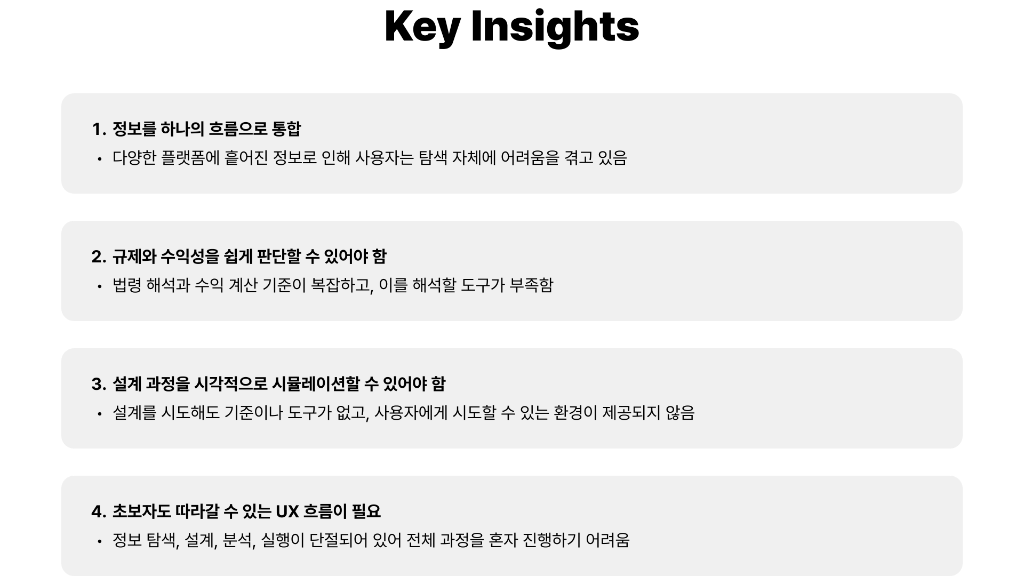 Key Insights
1. 정보를 하나의 흐름으로 통합
• 다양한 플랫폼에 흩어진 정보로 인해 사용자는 탐색 자체에 어려움을 겪고 있음
2. 규제와 수익성을 쉽게 판단할 수 있어야 함
• 법령 해석과 수익 계산 기준이 복잡하고, 이를 해석할 도구가 부족함
3. 설계 과정을 시각적으로 시뮬레이션할 수 있어야 함
• 설계를 시도해도 기준이나 도구가 없고, 사용자에게 시도할 수 있는 환경이 제공되지 않음
4. 초보자도 따라갈 수 있는 UX 흐름이 필요
• 정보 탐색, 설계, 분석, 실행이 단절되어 있어 전체 과정을 혼자 진행하기 어려움